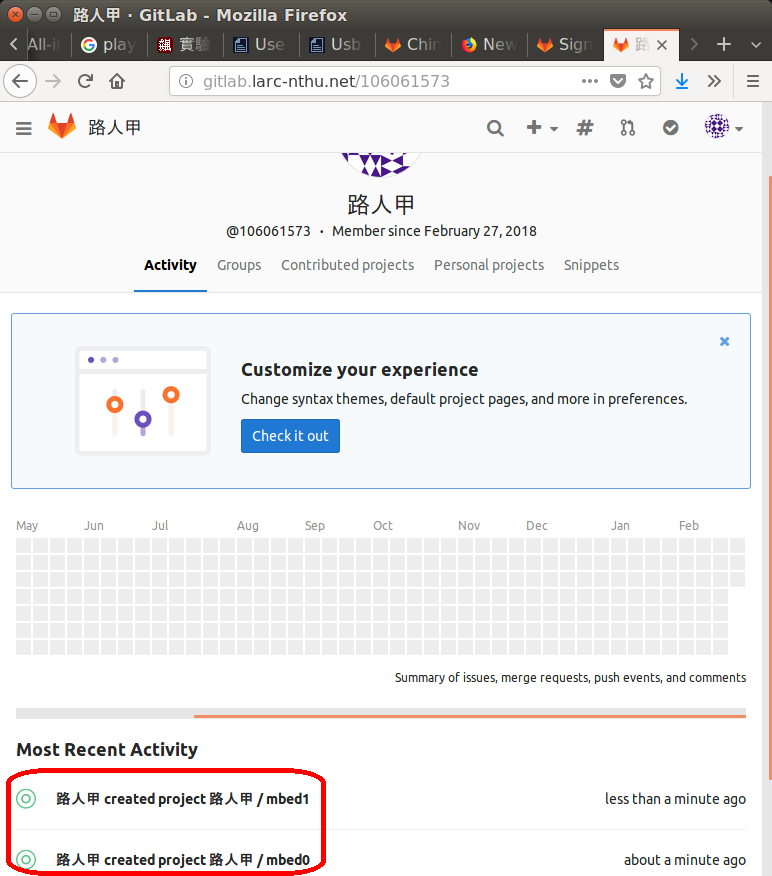 路人甲 · GitLab - Mozilla Firefox
All-in
play
實驗
Use
Usb
Chin
New
Sign
路
gitlab.larc-nthu.net/106061573
路人甲
路人甲
@106061573 · Member since February 27, 2018
Activity Groups Contributed projects Personal projects Snippets
Customize your experience
Change syntax themes, default project pages, and more in preferences.
Check it out
May Jun Jul Aug Sep Oct Nov Dec Jan Feb
Summary of issues, merge requests, push events, and comments
Most Recent Activity
路人甲 created project 路人甲 / mbed1 less than a minute ago
路人甲 created project 路人甲 / mbed0 about a minute ago